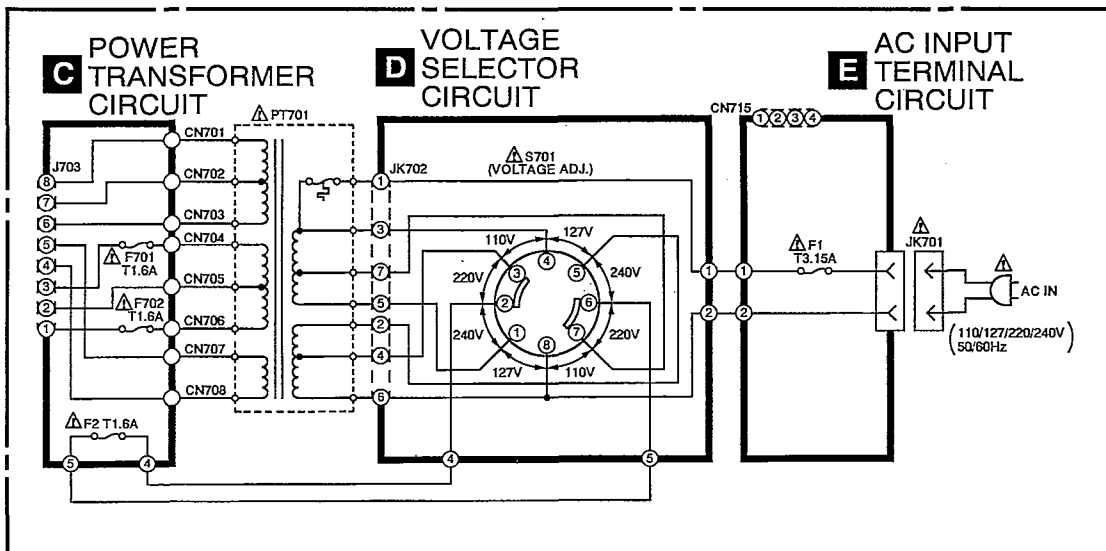 C POWER
TRANSFORMER
CIRCUIT
D VOLTAGE
SELECTOR
CIRCUIT
E AC INPUT
TERMINAL
CIRCUIT
CN701
PT701
CN715
1 2 3 4
J703
8
7
6
5
4
3
2
1
CN702
CN703
CN704
F701
T1.6A
CN705
F702
T1.6A
CN706
CN707
CN708
F2 T1.6A
5
4
JK702
1
3
7
5
2
4
6
S701
(VOLTAGE ADJ.)
110V
127V
220V
240V
240V
220V
127V
110V
4
3
5
2
6
1
7
8
4
5
1
2
1
2
F1
T3.15A
JK701
AC IN
(110/127/220/240V
50/60Hz)